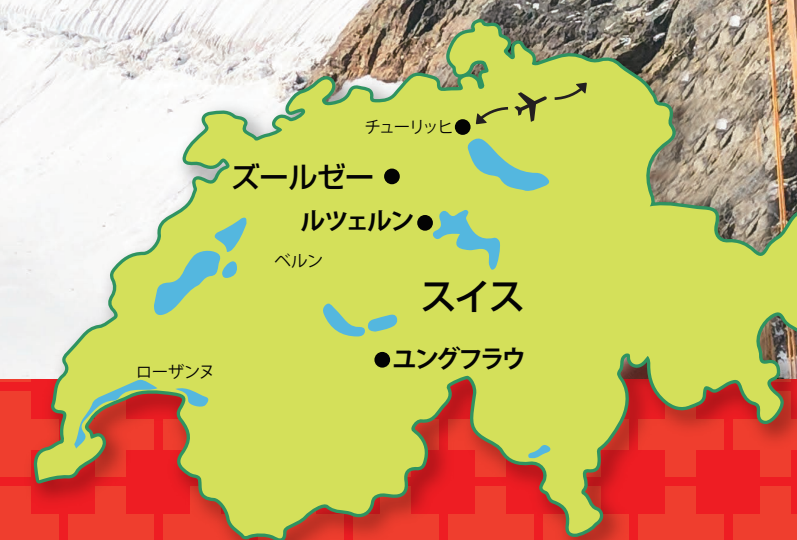 チューリッヒ
ズールゼー
ルツェルン
ベルン
スイス
ユングフラウ
ローザンヌ